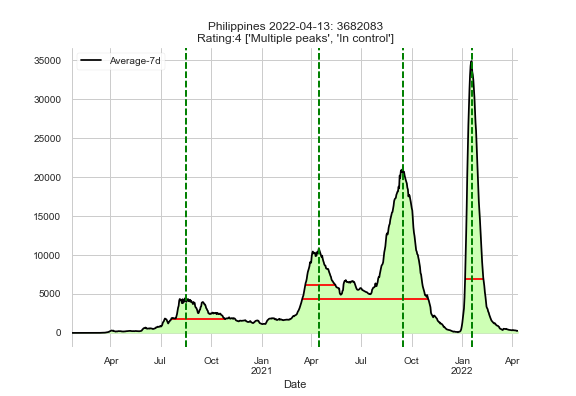 Philippines 2022-04-13: 3682083
Rating:4 ['Multiple peaks', 'In control']
Average-7d
35000
30000
25000
20000
15000
10000
5000
0
Apr Jul Oct Jan Apr Jul Oct Jan Apr
2021 2022
Date